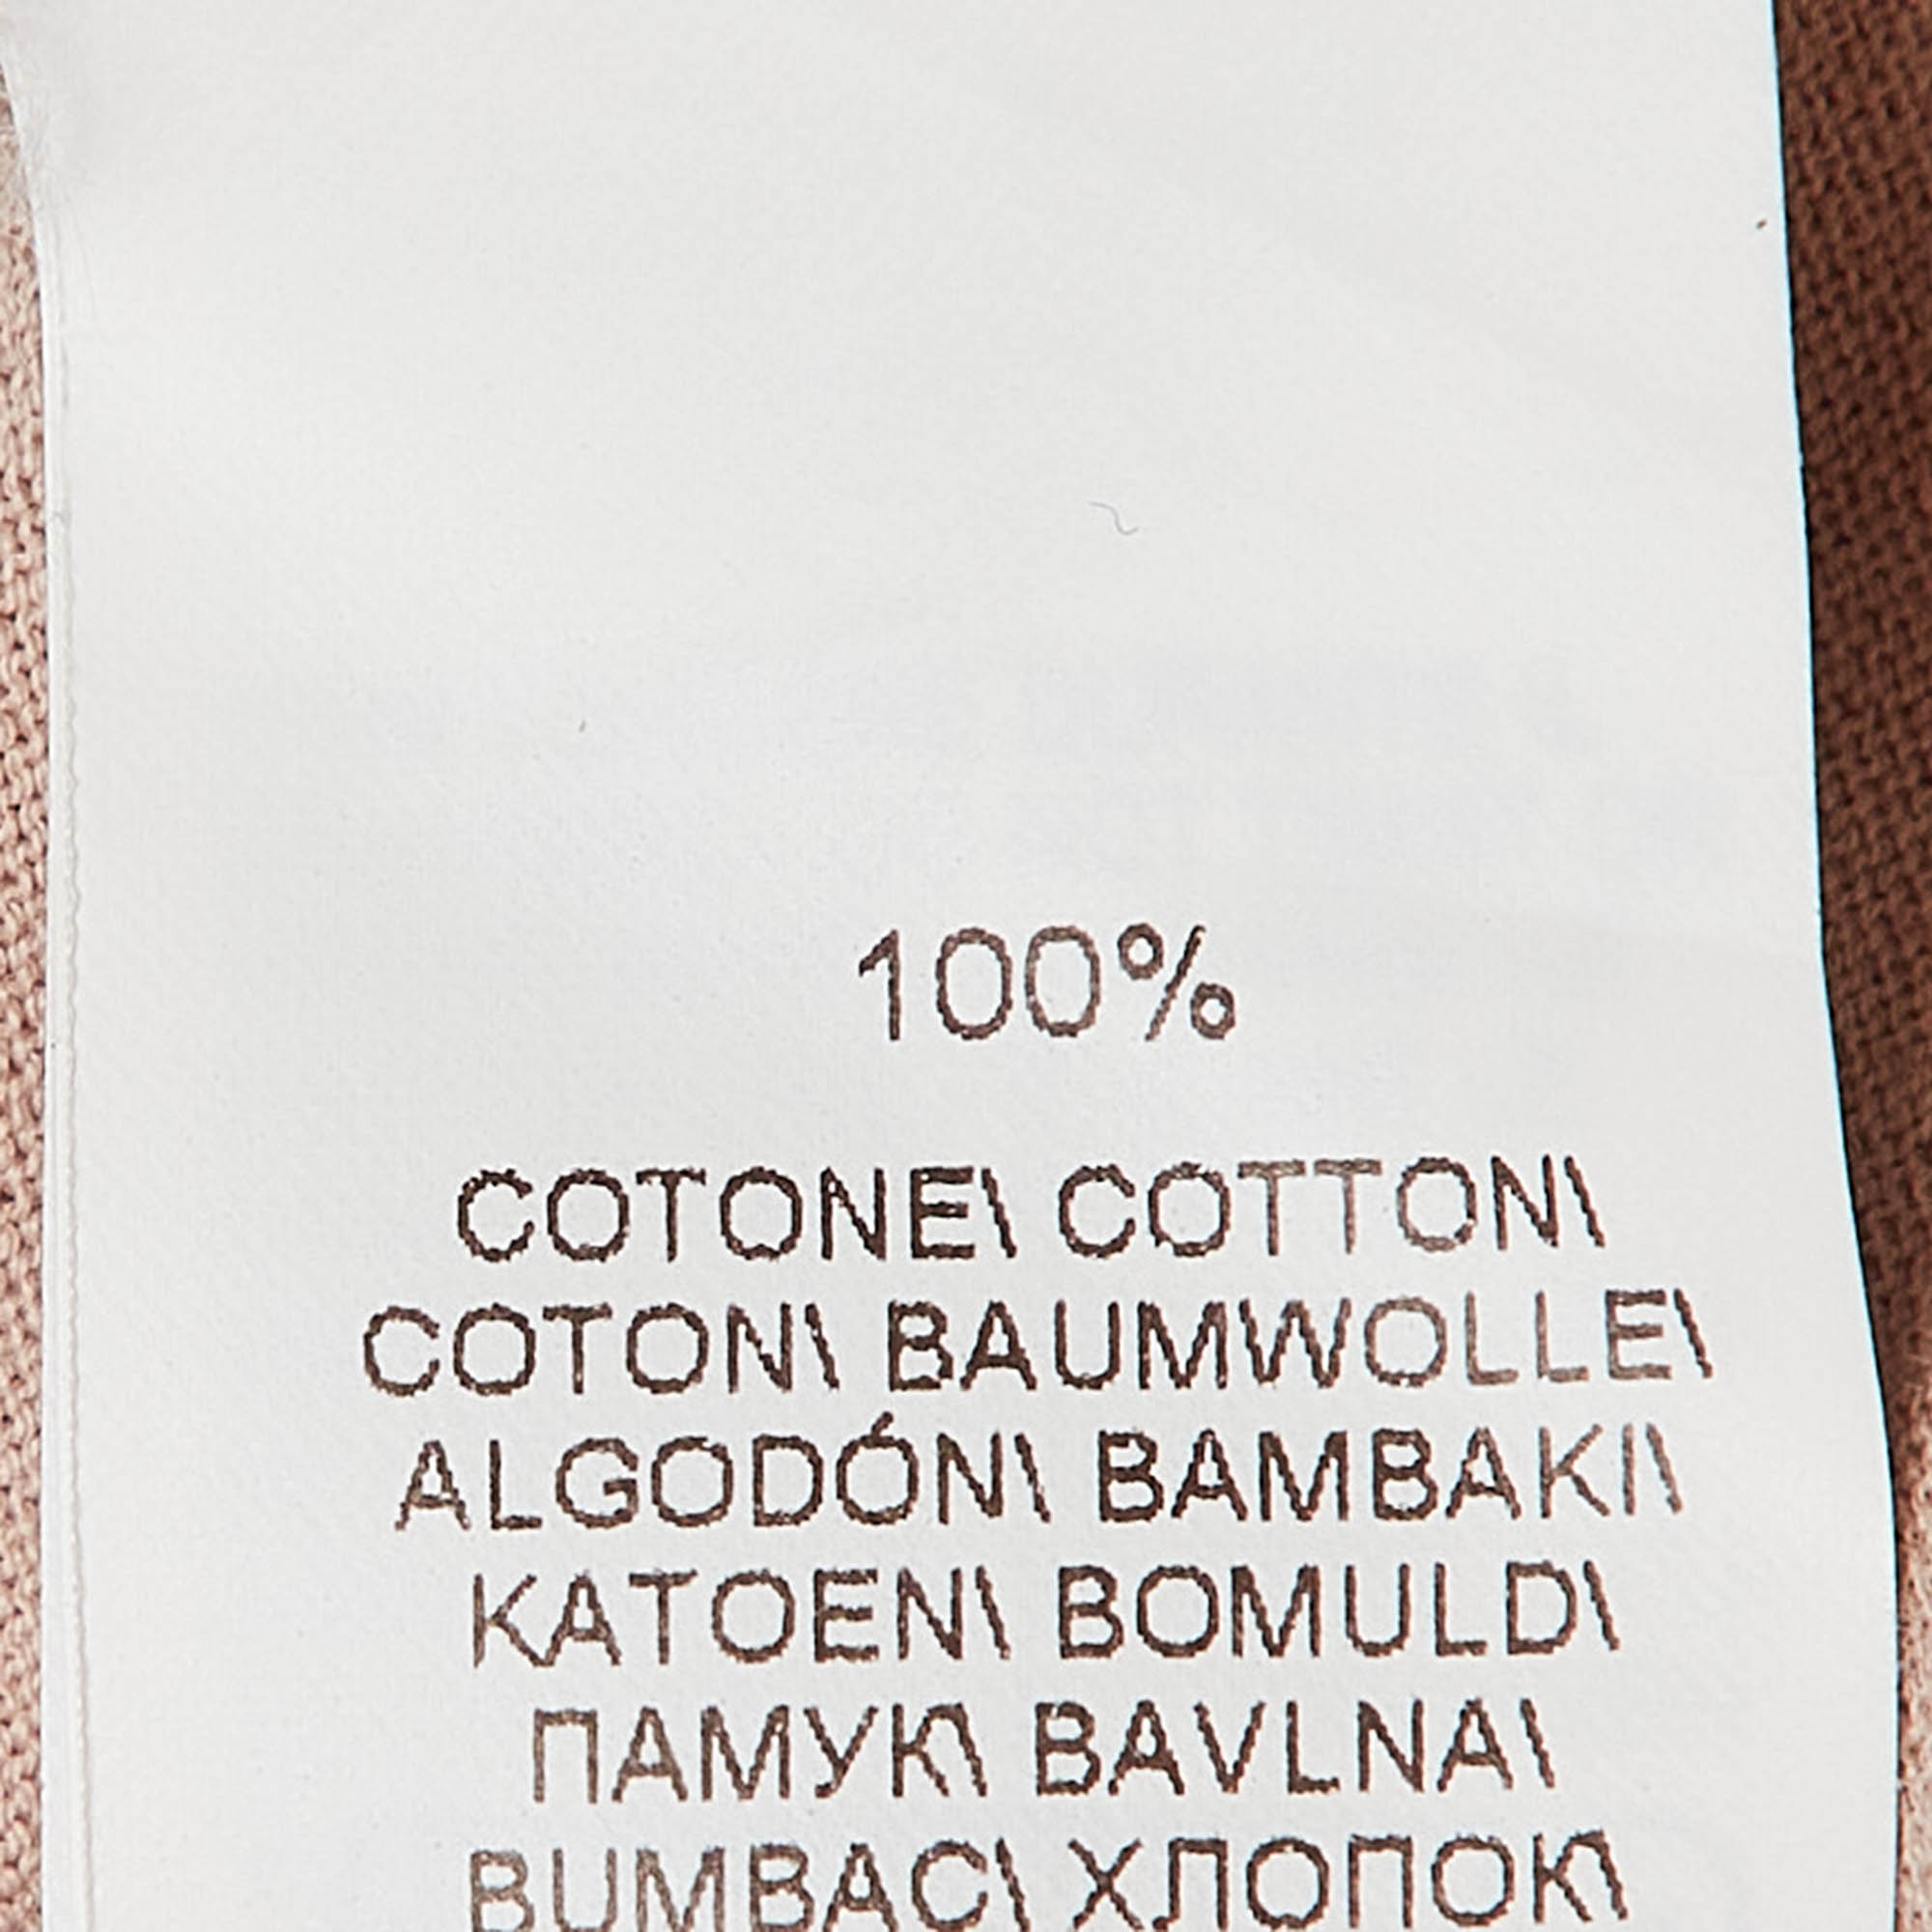 100%
COTONE\ COTTON\
COTON\ BAUMWOLLE\
ALGODÓN\ BAMBAKI\
KATOEN\ BOMULD\
ПАМУК\ BAVLNA\
BUMBAC\ ХЛОПОК\